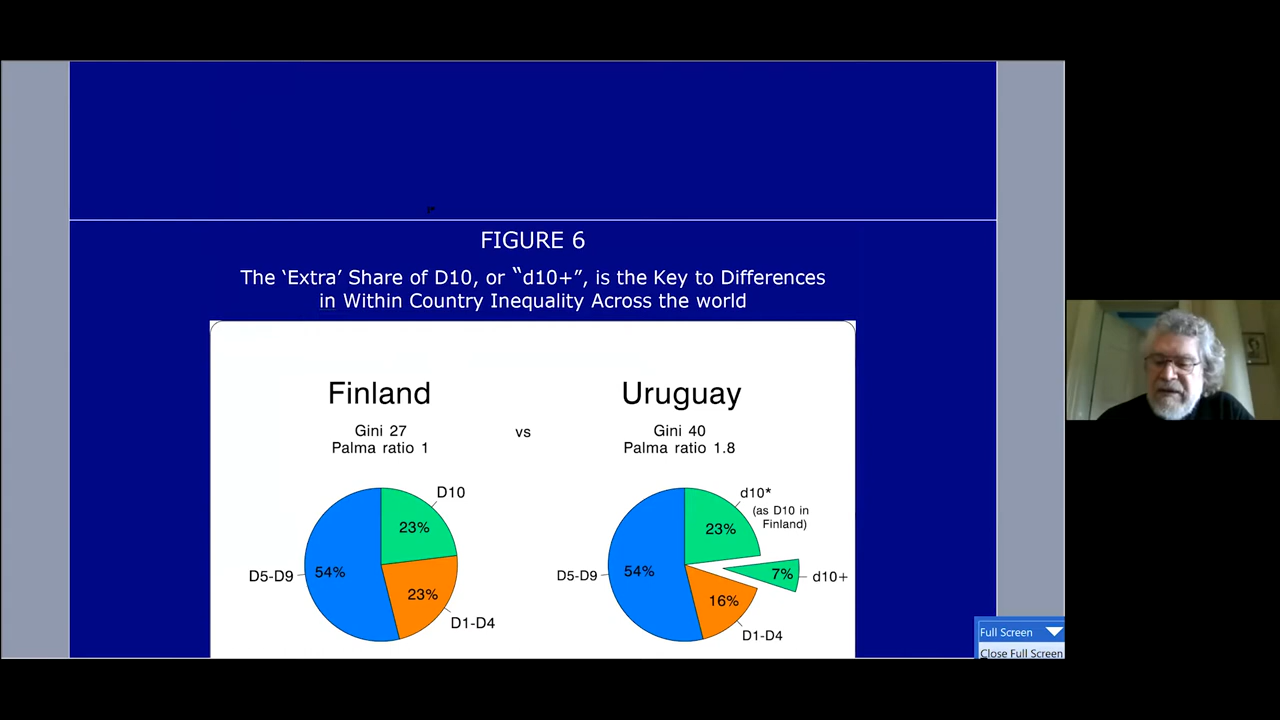 FIGURE 6
The ‘Extra’ Share of D10, or “d10+”, is the Key to Differences
in Within Country Inequality Across the world
Finland
Gini 27
Palma ratio 1
vs
Uruguay
Gini 40
Palma ratio 1.8
D10
23%
D5-D9
54%
23%
D1-D4
d10*
(as D10 in
Finland)
23%
D5-D9
54%
7%
d10+
16%
D1-D4
Full Screen
Close Full Screen